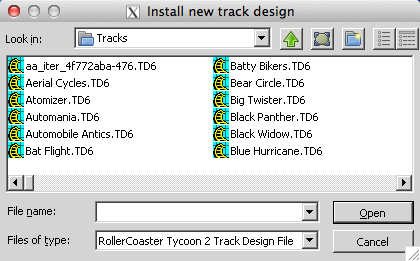 Install new track design
Look in: Tracks
aa_iter_4f772aba-476.TD6
Aerial Cycles.TD6
Atomizer.TD6
Automania.TD6
Automobile Antics.TD6
Bat Flight.TD6
Batty Bikers.TD6
Bear Circle.TD6
Big Twister.TD6
Black Panther.TD6
Black Widow.TD6
Blue Hurricane.TD6
File name:
Open
Files of type: RollerCoaster Tycoon 2 Track Design File
Cancel